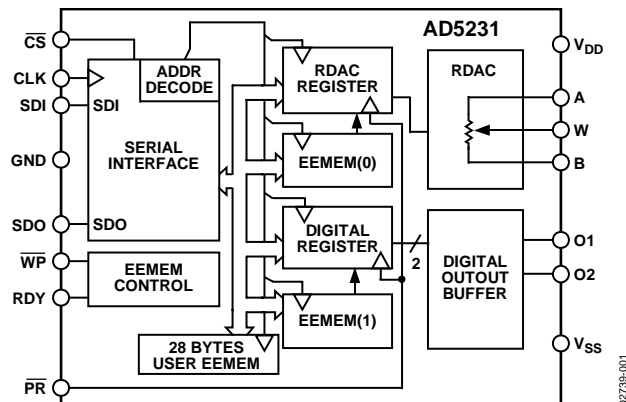 AD5231
CS
CLK
SDI
GND
SDO
WP
RDY
PR
ADDR
DECODE
SDI
SERIAL
INTERFACE
SDO
EEMEM
CONTROL
28 BYTES
USER EEMEM
RDAC
REGISTER
EEMEM(0)
DIGITAL
REGISTER
EEMEM(1)
2
RDAC
DIGITAL
OUTOUT
BUFFER
VDD
A
W
B
O1
O2
VSS
02739-001